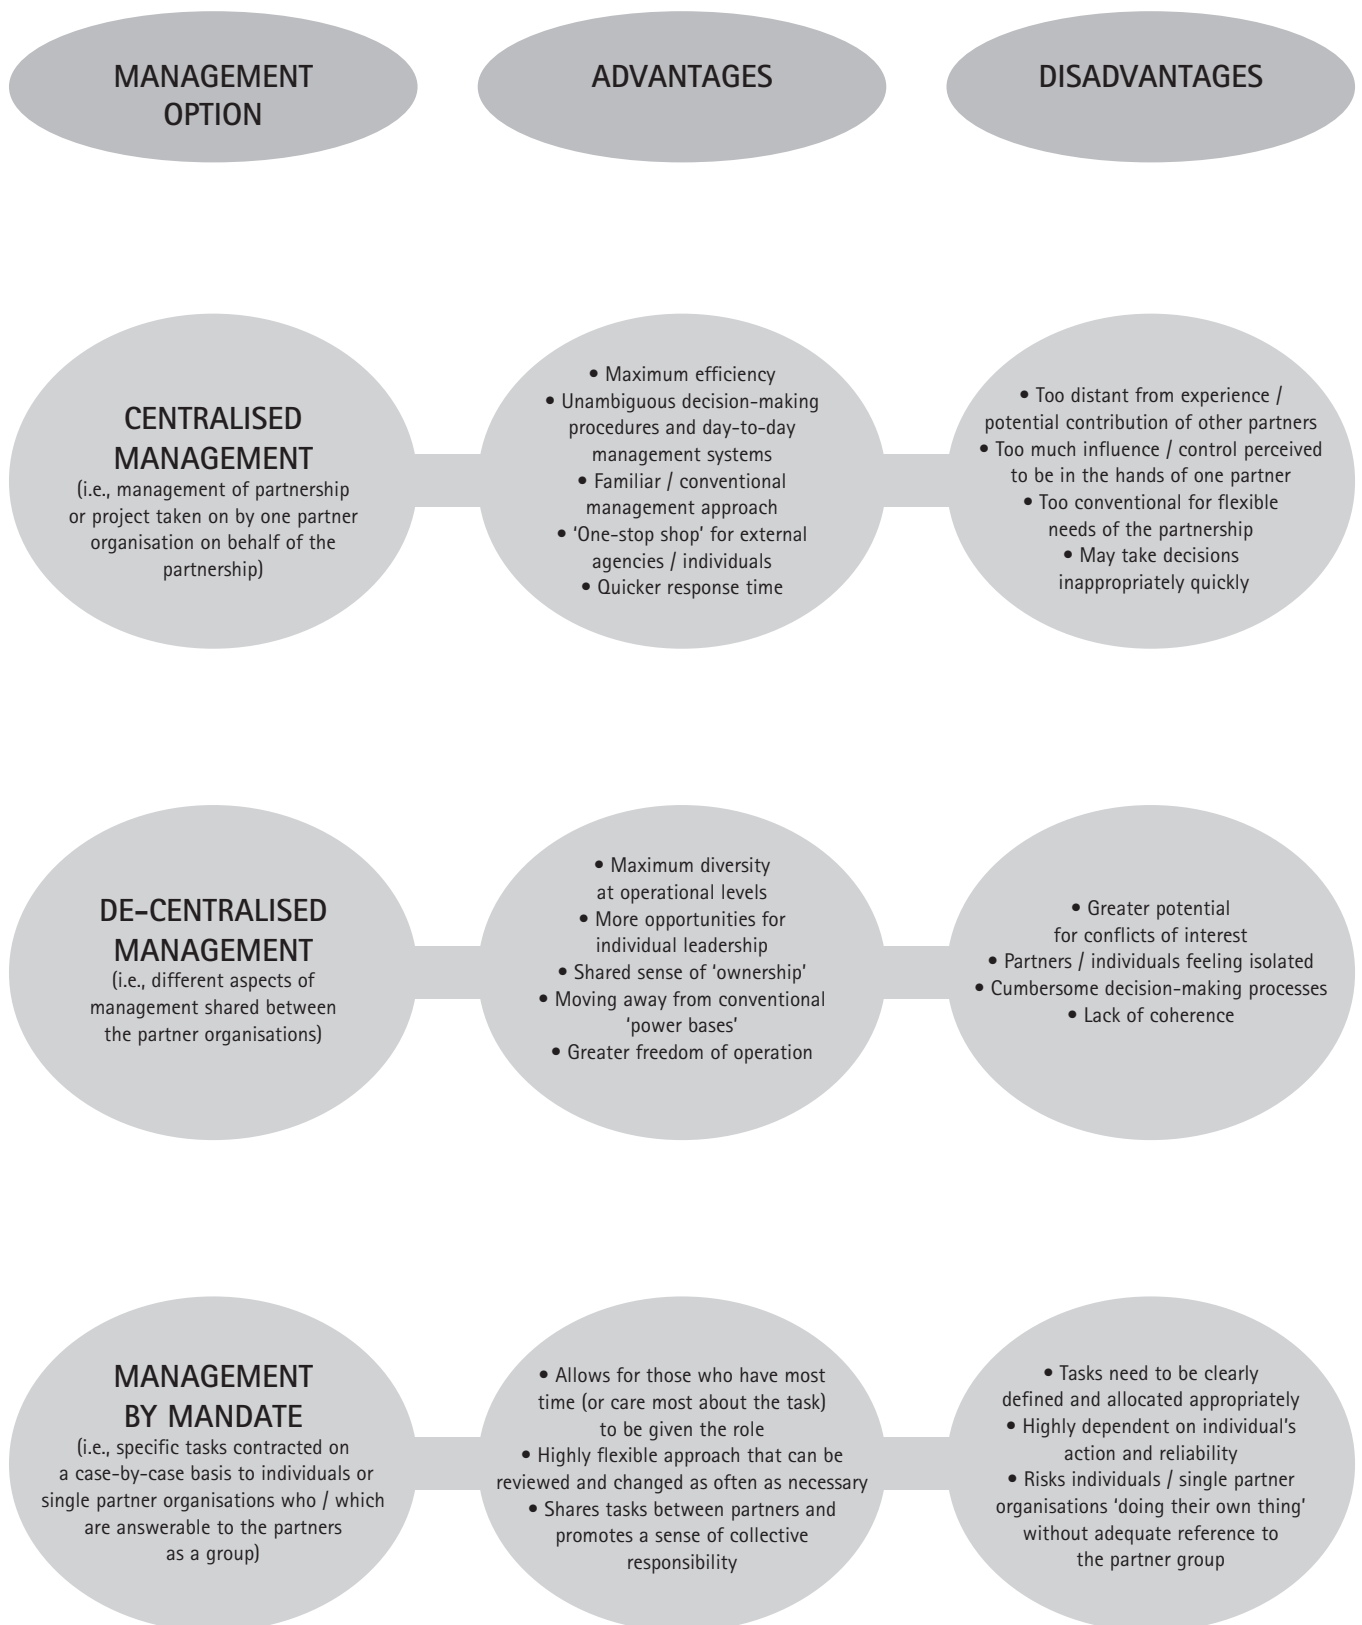 MANAGEMENT
OPTION
ADVANTAGES
DISADVANTAGES
CENTRALISED
MANAGEMENT
(i.e., management of partnership
or project taken on by one partner
organisation on behalf of the
partnership)
• Maximum efficiency
• Unambiguous decision-making
procedures and day-to-day
management systems
• Familiar / conventional
management approach
• 'One-stop shop' for external
agencies / individuals
• Quicker response time
• Too distant from experience /
potential contribution of other partners
• Too much influence / control perceived
to be in the hands of one partner
• Too conventional for flexible
needs of the partnership
• May take decisions
inappropriately quickly
DE-CENTRALISED
MANAGEMENT
(i.e., different aspects of
management shared between
the partner organisations)
• Maximum diversity
at operational levels
• More opportunities for
individual leadership
• Shared sense of 'ownership'
• Moving away from conventional
'power bases'
• Greater freedom of operation
• Greater potential
for conflicts of interest
• Partners / individuals feeling isolated
• Cumbersome decision-making processes
• Lack of coherence
MANAGEMENT
BY MANDATE
(i.e., specific tasks contracted on
a case-by-case basis to individuals or
single partner organisations who / which
are answerable to the partners
as a group)
• Allows for those who have most
time (or care most about the task)
to be given the role
• Highly flexible approach that can be
reviewed and changed as often as necessary
• Shares tasks between partners and
promotes a sense of collective
responsibility
• Tasks need to be clearly
defined and allocated appropriately
• Highly dependent on individual's
action and reliability
• Risks individuals / single partner
organisations 'doing their own thing'
without adequate reference to
the partner group